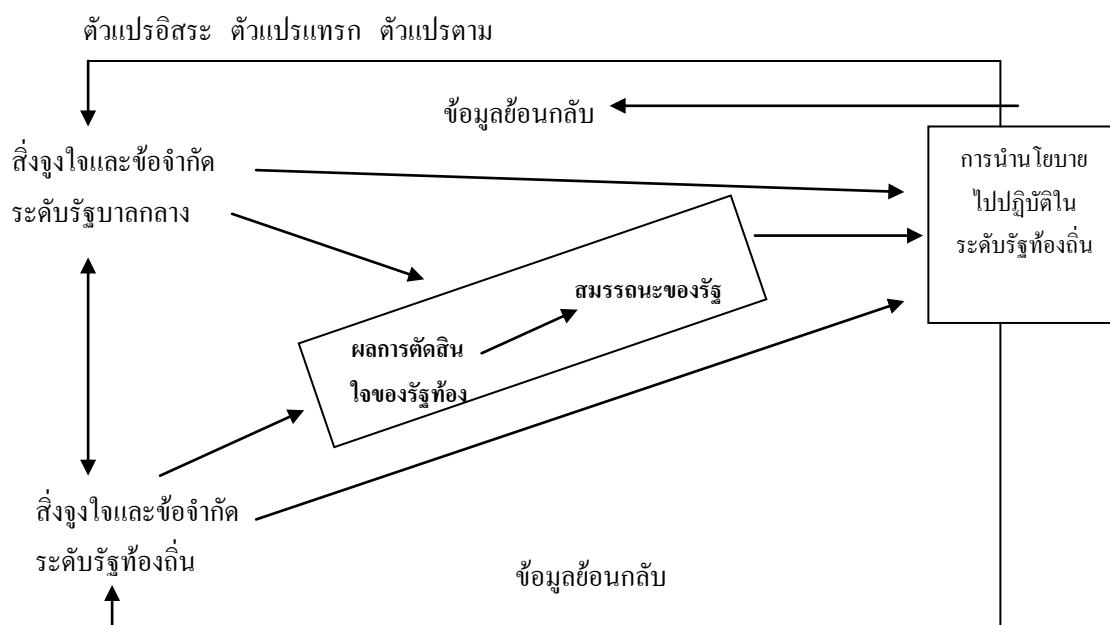 ตัวแปรอิสระ ตัวแปรแทรก ตัวแปรตาม
ข้อมูลย้อนกลับ
สิ่งจูงใจและข้อจำกัด
ระดับรัฐบาลกลาง
การนำนโยบาย
ไปปฏิบัติใน
ระดับรัฐท้องถิ่น
สมรรถนะของรัฐ
ผลการตัดสิน
ใจของรัฐท้อง
สิ่งจูงใจและข้อจำกัด
ระดับรัฐท้องถิ่น
ข้อมูลย้อนกลับ